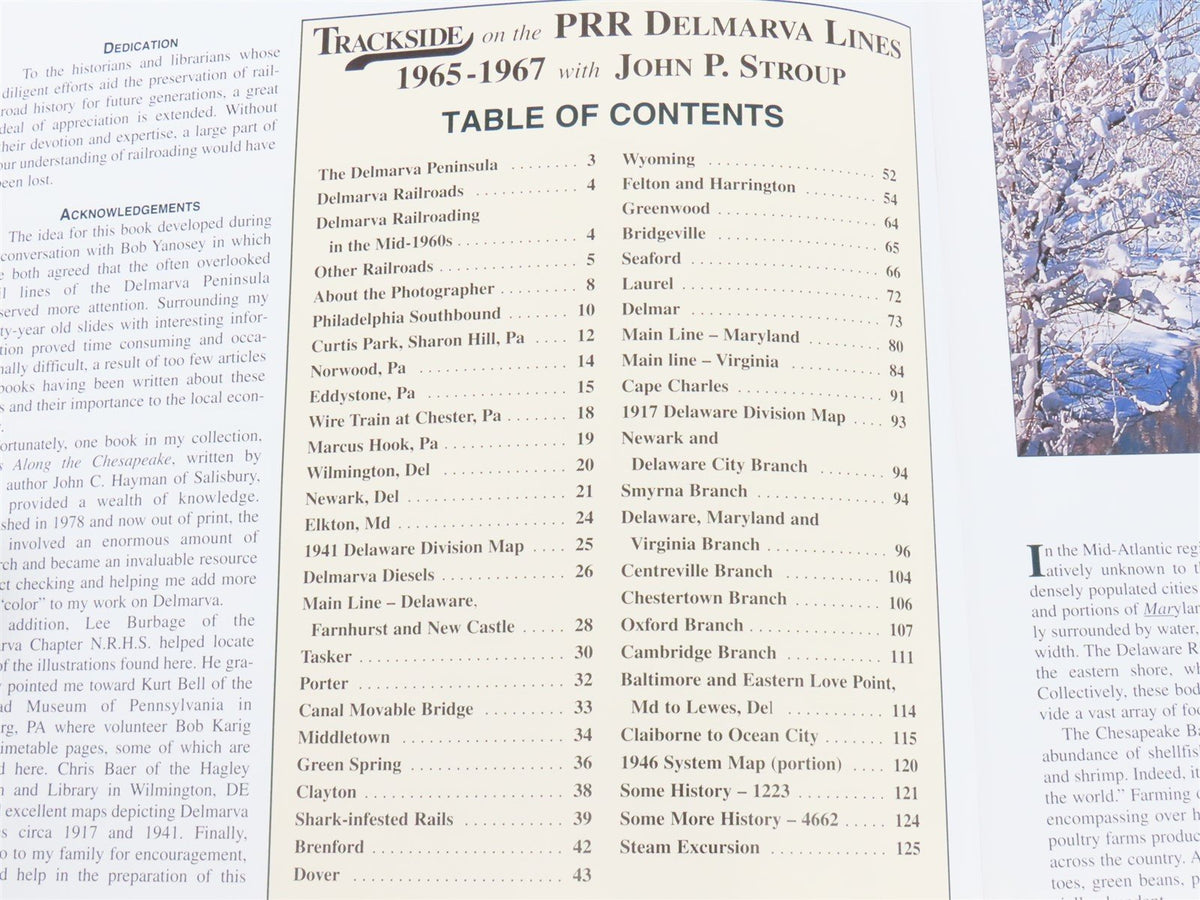 DEDICATION
To the historians and librarians whose
diligent efforts aid the preservation of rail-
road history for future generations, a great
deal of appreciation is extended. Without
their devotion and expertise, a large part of
our understanding of railroading would have
been lost.
ACKNOWLEDGEMENTS
The idea for this book developed during
conversation with Bob Yanosey in which
both agreed that the often overlooked
lines of the Delmarva Peninsula
served more attention. Surrounding my
ty-year old slides with interesting infor-
tion proved time consuming and occa-
nally difficult, a result of too few articles
books having been written about these
s and their importance to the local econ-
ortunately, one book in my collection,
s Along the Chesapeake, written by
author John C. Hayman of Salisbury,
provided a wealth of knowledge.
shed in 1978 and now out of print, the
involved an enormous amount of
rch and became an invaluable resource
ct checking and helping me add more
"color" to my work on Delmarva.
addition, Lee Burbage of the
rva Chapter N.R.H.S. helped locate
of the illustrations found here. He gra-
pointed me toward Kurt Bell of the
ad Museum of Pennsylvania in
rg, PA where volunteer Bob Karig
imetable pages, some of which are
d here. Chris Baer of the Hagley
n and Library in Wilmington, DE
excellent maps depicting Delmarva
s circa 1917 and 1941. Finally,
o to my family for encouragement,
d help in the preparation of this
TRACKSIDE on the PRR DELMARVA LINES
1965-1967 with JOHN P. STROUP
TABLE OF CONTENTS
The Delmarva Peninsula ........ 3
Delmarva Railroads ............ 4
Delmarva Railroading
in the Mid-1960s .............. 4
Other Railroads ............... 5
About the Photographer ........ 8
Philadelphia Southbound ....... 10
Curtis Park, Sharon Hill, Pa .... 12
Norwood, Pa ................... 14
Eddystone, Pa ................. 15
Wire Train at Chester, Pa ....... 18
Marcus Hook, Pa ............... 19
Wilmington, Del ............... 20
Newark, Del ................... 21
Elkton, Md .................... 24
1941 Delaware Division Map .... 25
Delmarva Diesels .............. 26
Main Line – Delaware,
Farnhurst and New Castle ..... 28
Tasker ........................ 30
Porter ........................ 32
Canal Movable Bridge ......... 33
Middletown .................... 34
Green Spring .................. 36
Clayton ....................... 38
Shark-infested Rails ........... 39
Brenford ...................... 42
Dover ......................... 43
Wyoming ....................... 52
Felton and Harrington ......... 54
Greenwood ..................... 64
Bridgeville ................... 65
Seaford ....................... 66
Laurel ........................ 72
Delmar ........................ 73
Main Line – Maryland ......... 80
Main line – Virginia .......... 84
Cape Charles .................. 91
1917 Delaware Division Map .... 93
Newark and
Delaware City Branch ......... 94
Smyrna Branch ................. 94
Delaware, Maryland and
Virginia Branch ............... 96
Centreville Branch ............ 104
Chestertown Branch ............ 106
Oxford Branch ................. 107
Cambridge Branch .............. 111
Baltimore and Eastern Love Point,
Md to Lewes, Del .............. 114
Claiborne to Ocean City ....... 115
1946 System Map (portion) .... 120
Some History – 1223 ........... 121
Some More History – 4662 ..... 124
Steam Excursion ............... 125
In the Mid-Atlantic regi
atively unknown to th
densely populated cities
and portions of Marylan
ly surrounded by water,
width. The Delaware R
the eastern shore, wh
Collectively, these bod
vide a vast array of foo
The Chesapeake Ba
abundance of shellfish
and shrimp. Indeed, it
the world." Farming o
encompassing over h
poultry farms produc
across the country. A
toes, green beans, p